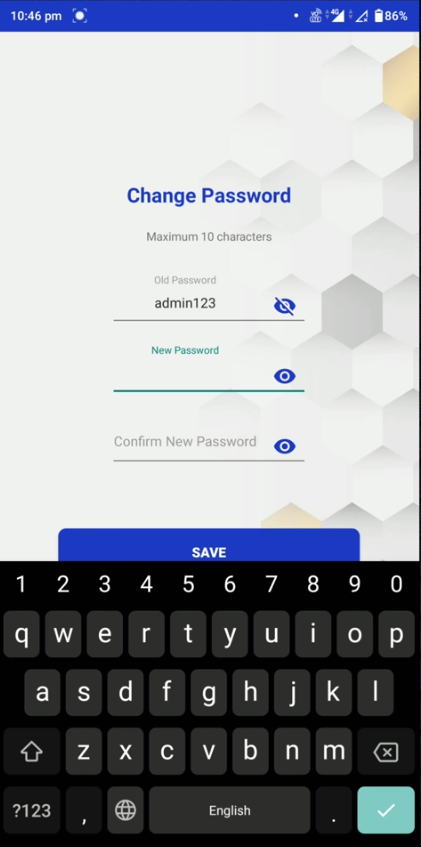 10:46 pm 4G 86%
Change Password
Maximum 10 characters
Old Password
admin123
New Password
Confirm New Password
SAVE
1 2 3 4 5 6 7 8 9 0
q w e r t y u i o p
a s d f g h j k l
z x c v b n m
?123 , English .